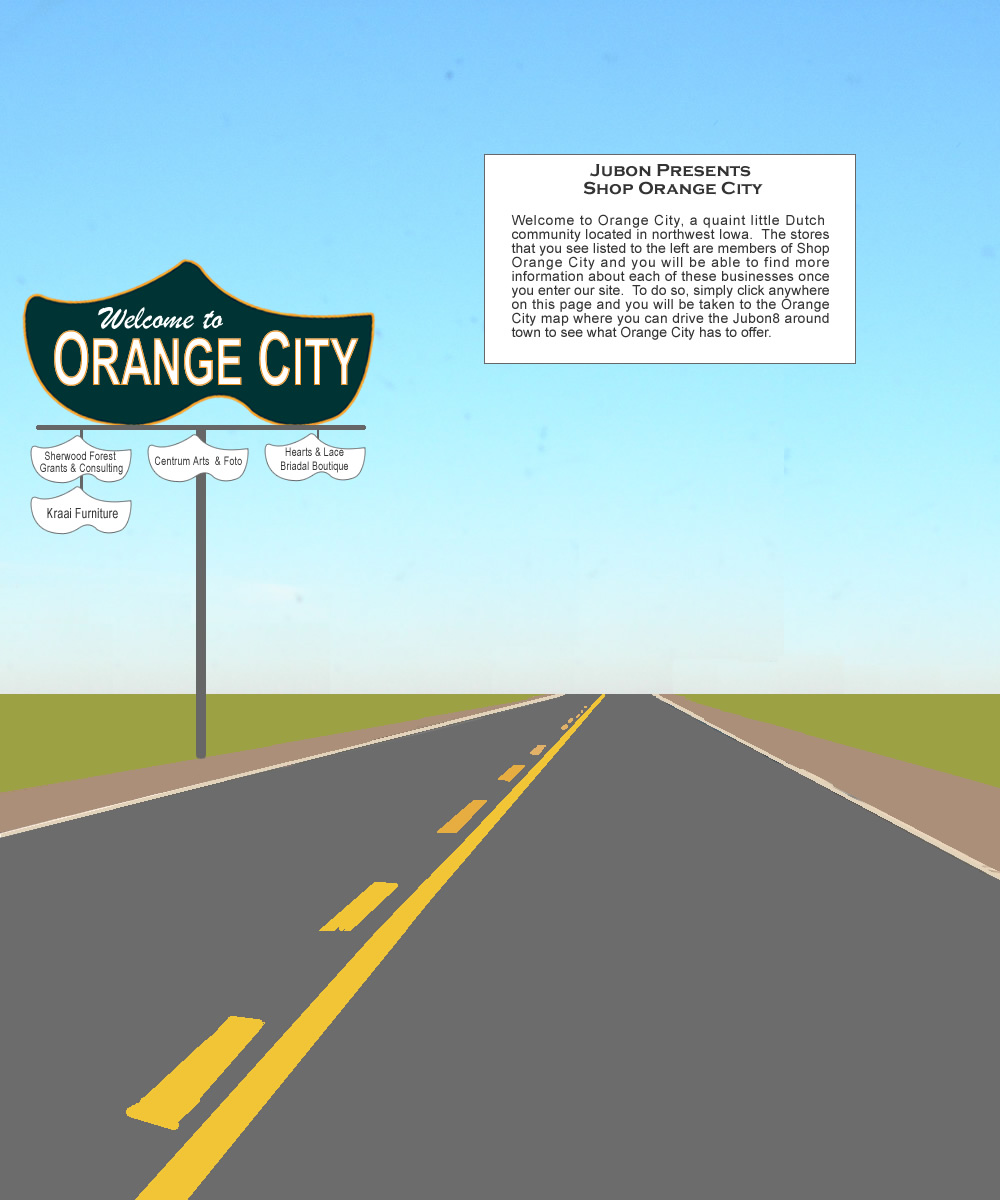 Jubon Presents
Shop Orange City
Welcome to Orange City, a quaint little Dutch
community located in northwest Iowa.  The stores
that you see listed to the left are members of Shop
Orange City and you will be able to find more
information about each of these businesses once
you enter our site.  To do so, simply click anywhere
on this page and you will be taken to the Orange
City map where you can drive the Jubon8 around
town to see what Orange City has to offer.
Welcome to
ORANGE CITY
Sherwood Forest
Grants & Consulting
Centrum Arts & Foto
Hearts & Lace
Briadal Boutique
Kraai Furniture